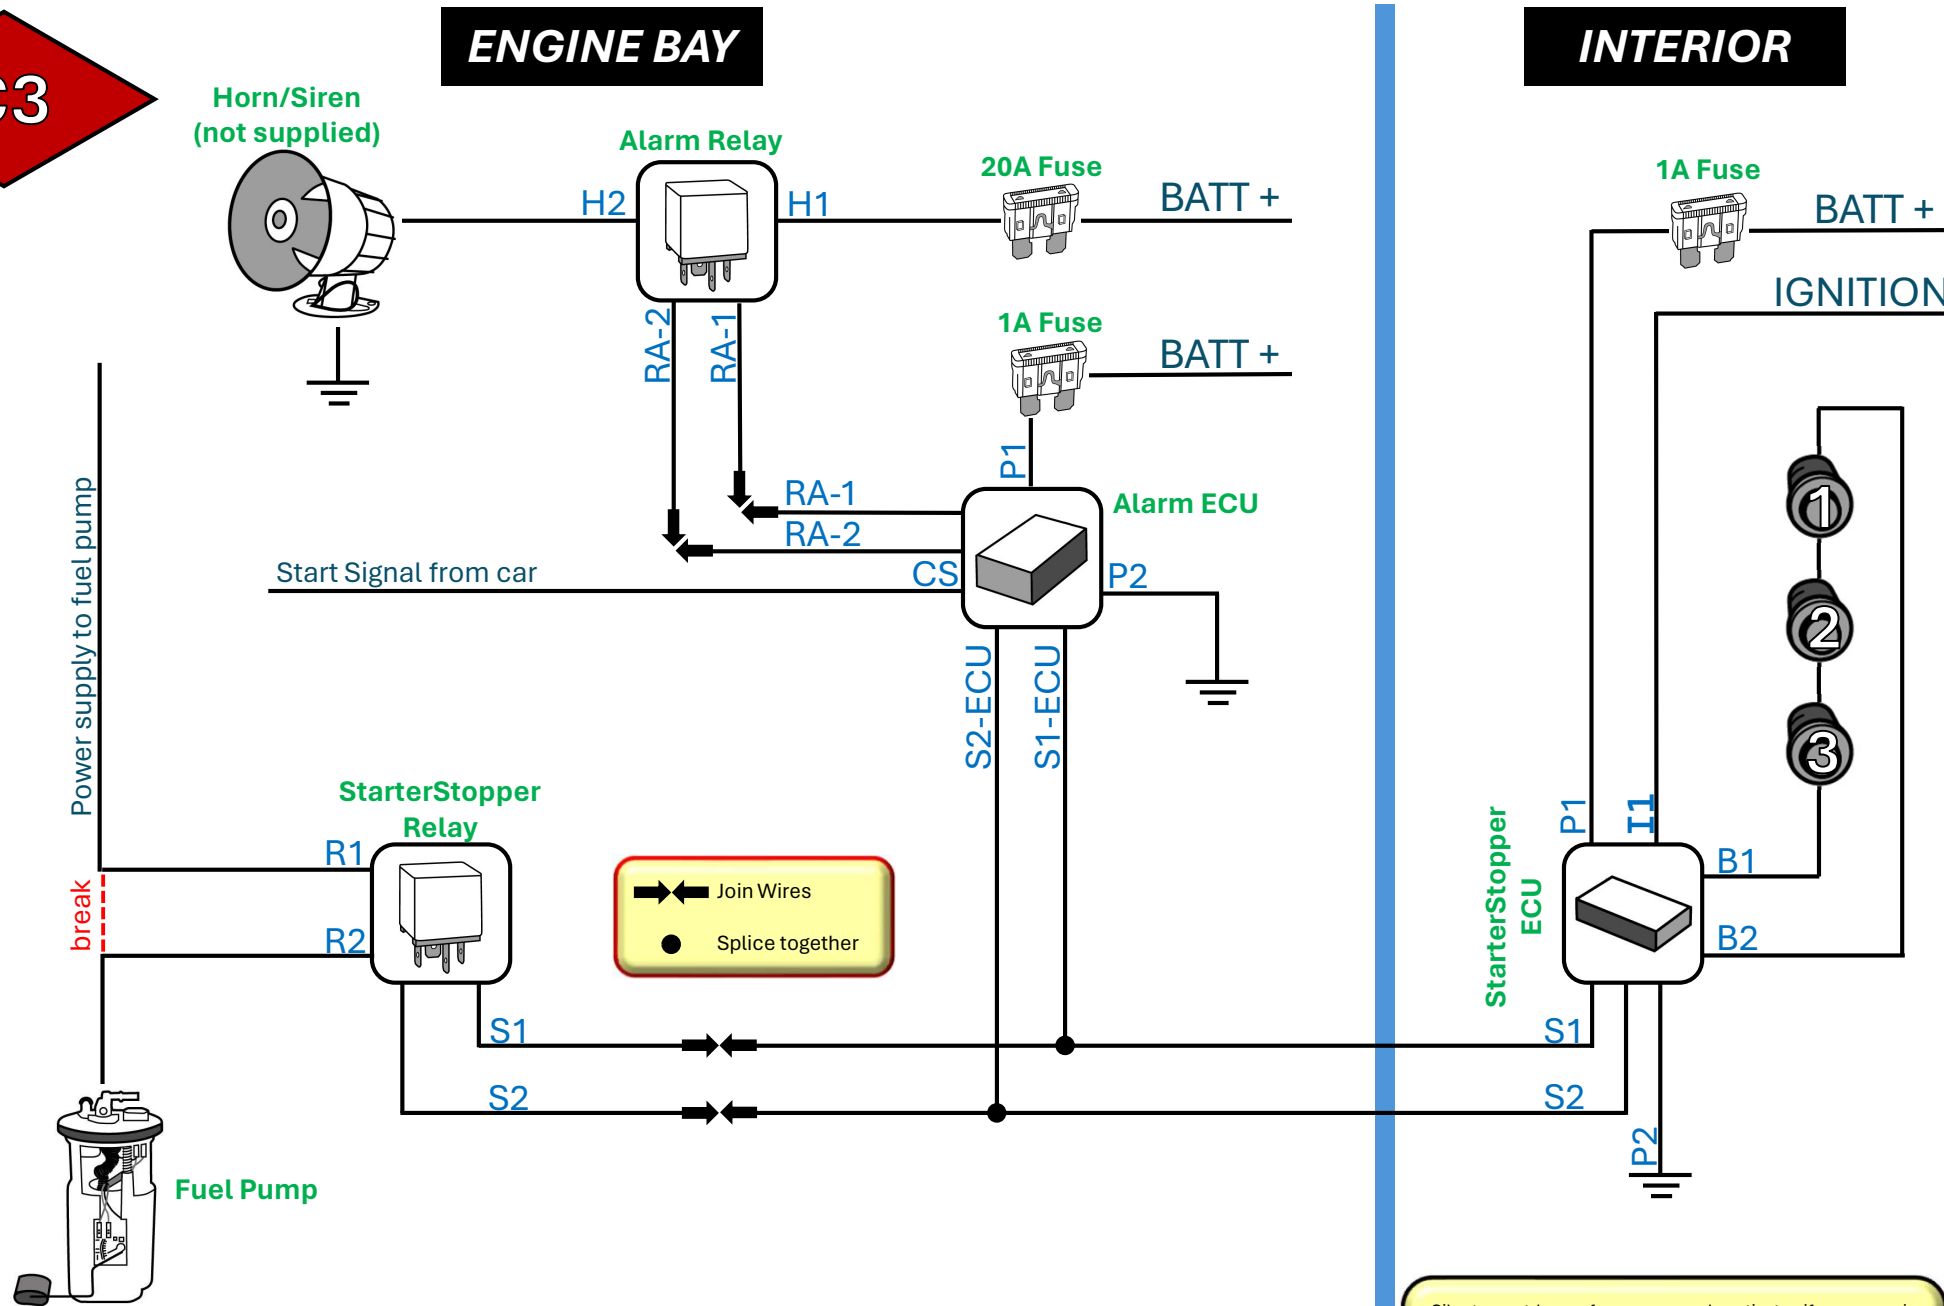 C3
ENGINE BAY
INTERIOR
Horn/Siren
(not supplied)
Alarm Relay
20A Fuse
BATT +
H2
H1
1A Fuse
BATT +
IGNITION
RA-2
RA-1
1A Fuse
BATT +
P1
RA-1
RA-2
Alarm ECU
Start Signal from car
CS
P2
Power supply to fuel pump
S2-ECU
S1-ECU
1
2
3
StarterStopper
Relay
R1
R2
break
Join Wires
Splice together
P1
I1
StarterStopper
ECU
B1
B2
S1
S1
S2
S2
P2
Fuel Pump